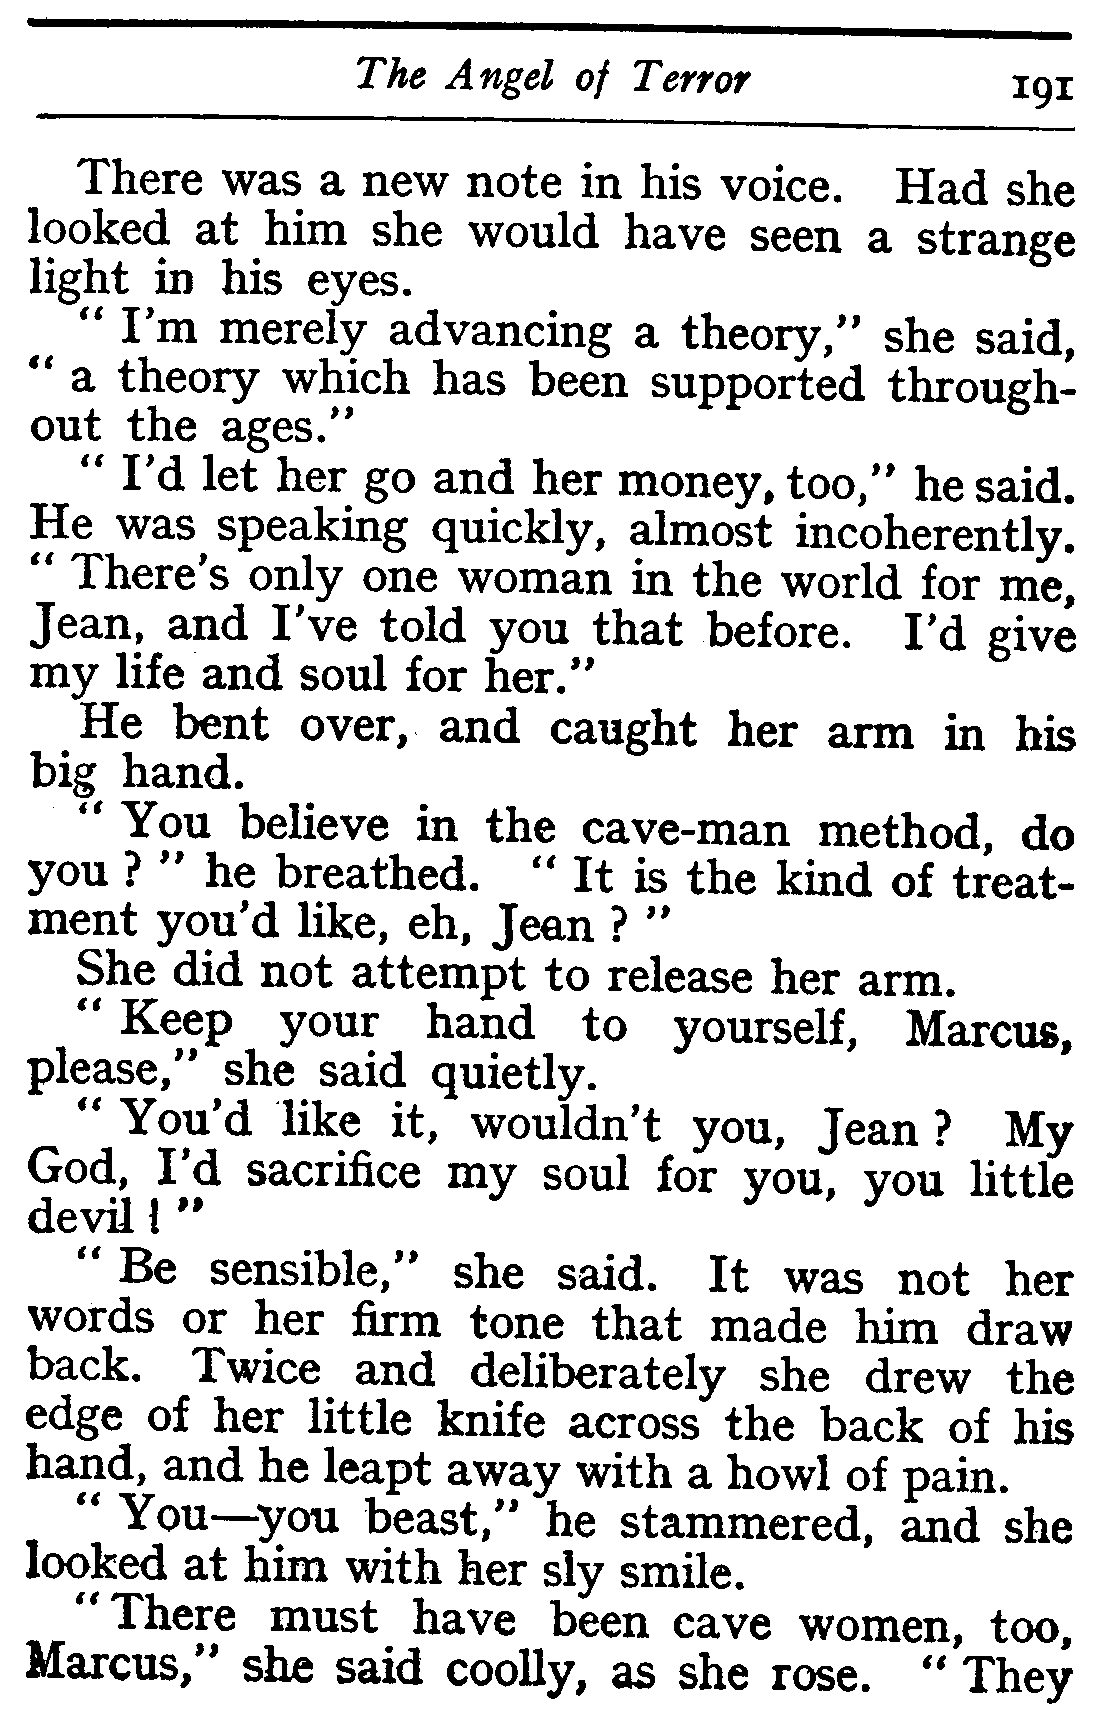 The Angel of Terror 191
There was a new note in his voice. Had she
looked at him she would have seen a strange
light in his eyes.
“ I'm merely advancing a theory,” she said,
“ a theory which has been supported through-
out the ages.”
“ I'd let her go and her money, too,” he said.
He was speaking quickly, almost incoherently.
“ There's only one woman in the world for me,
Jean, and I've told you that before. I'd give
my life and soul for her.”
He bent over, and caught her arm in his
big hand.
“ You believe in the cave-man method, do
you ? ” he breathed. “ It is the kind of treat-
ment you'd like, eh, Jean ? ”
She did not attempt to release her arm.
“ Keep your hand to yourself, Marcus,
please,” she said quietly.
“ You'd like it, wouldn't you, Jean ? My
God, I'd sacrifice my soul for you, you little
devil ! ”
“ Be sensible,” she said. It was not her
words or her firm tone that made him draw
back. Twice and deliberately she drew the
edge of her little knife across the back of his
hand, and he leapt away with a howl of pain.
“ You—you beast,” he stammered, and she
looked at him with her sly smile.
“ There must have been cave women, too,
Marcus,” she said coolly, as she rose. “ They